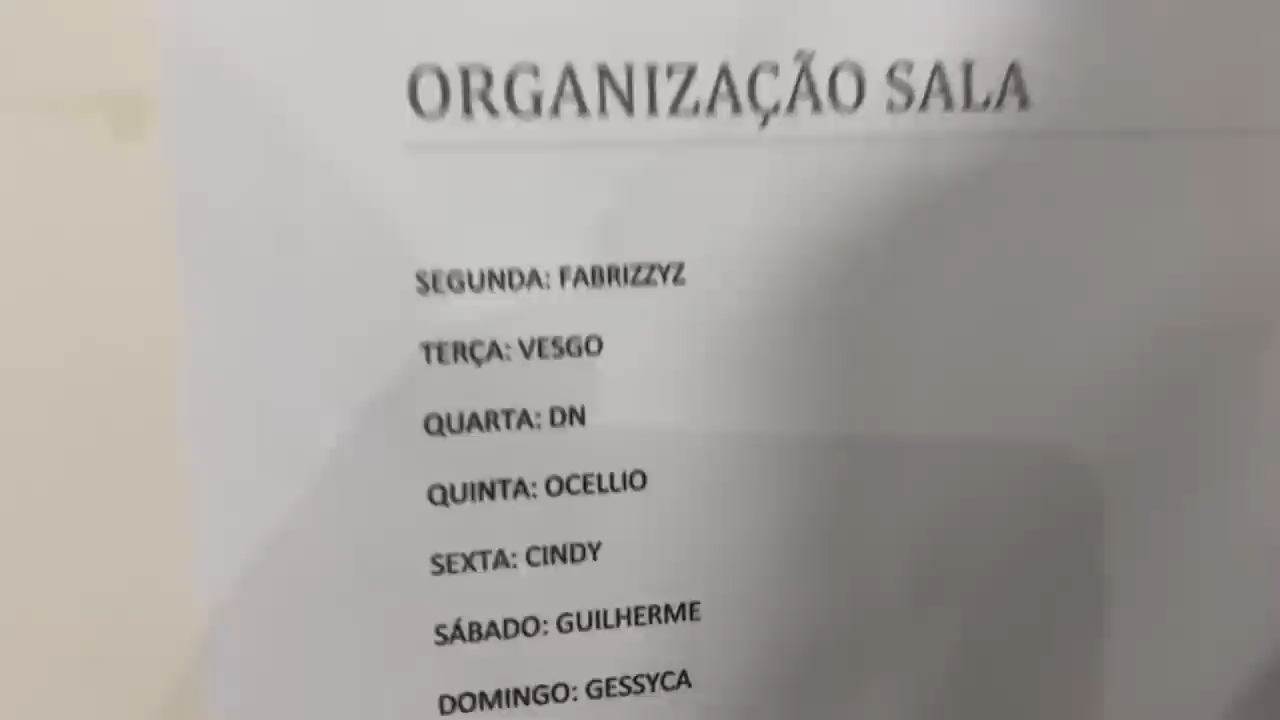 ORGANIZAÇÃO SALA
SEGUNDA: FABRIZZYZ
TERÇA: VESGO
QUARTA: DN
QUINTA: OCELLIO
SEXTA: CINDY
SÁBADO: GUILHERME
DOMINGO: GESSYCA